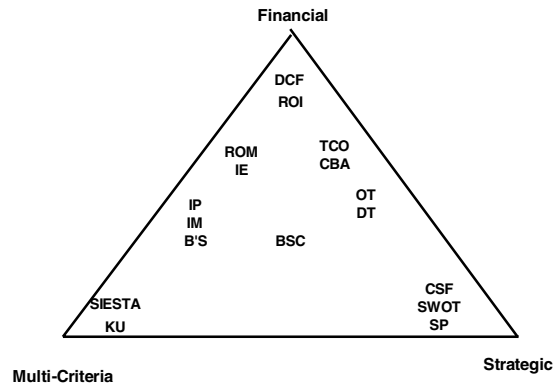 Financial
DCF
ROI
ROM
IE
TCO
CBA
IP
IM
B'S
OT
DT
BSC
SIESTA
KU
CSF
SWOT
SP
Multi-Criteria
Strategic